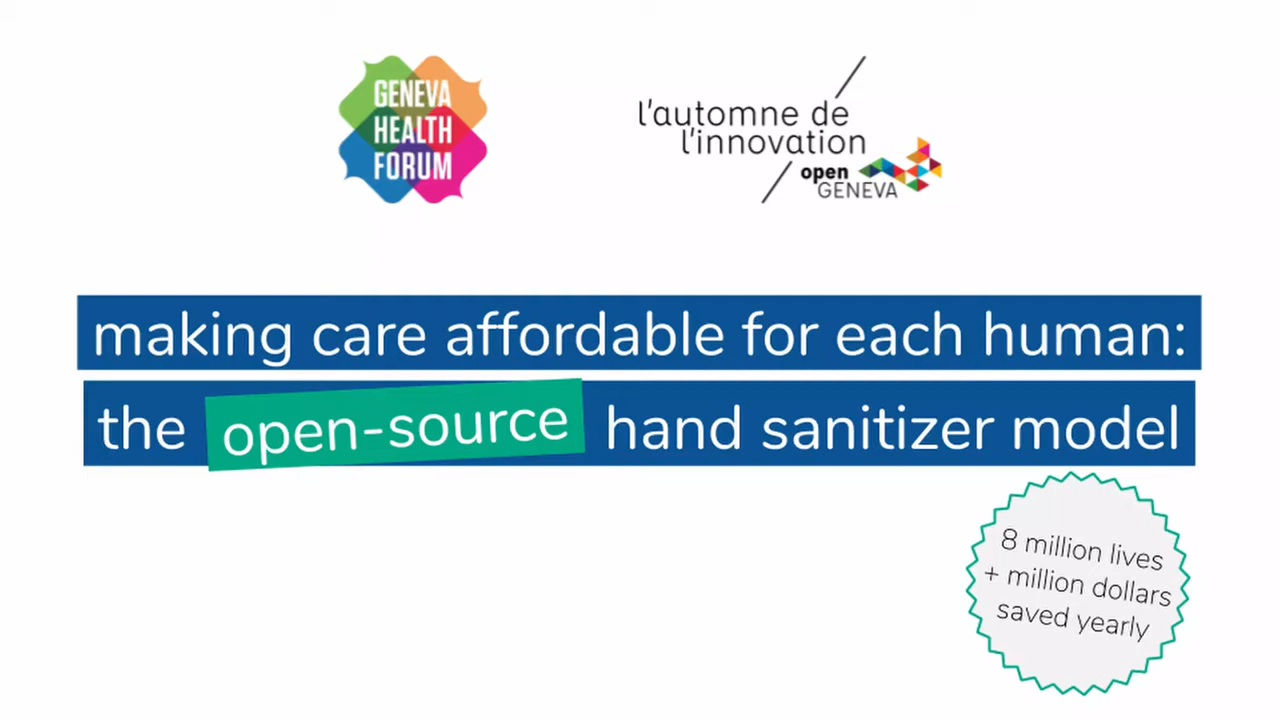 GENEVA
HEALTH
FORUM
l'automne de
l'innovation
open
GENEVA
making care affordable for each human:
the open-source hand sanitizer model
8 million lives
+ million dollars
saved yearly